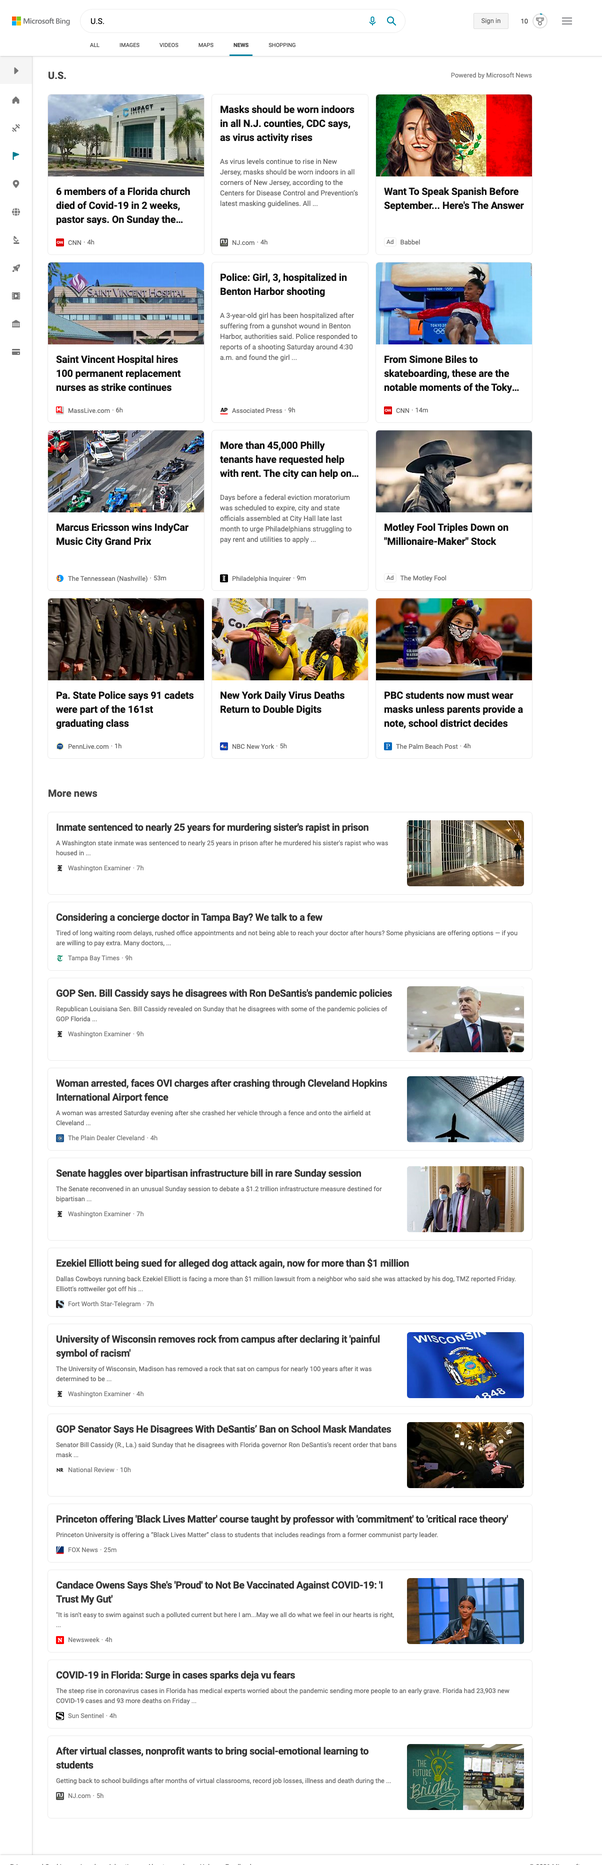 Microsoft Bing
U.S.
Sign in
10
ALL
IMAGES
VIDEOS
MAPS
NEWS
SHOPPING
U.S.
Powered by Microsoft News
IMPACT
6 members of a Florida church
died of Covid-19 in 2 weeks,
pastor says. On Sunday the...
CNN · 4h
Masks should be worn indoors
in all N.J. counties, CDC says,
as virus activity rises
As virus levels continue to rise in New
Jersey, masks should be worn indoors in all
corners of New Jersey, according to the
Centers for Disease Control and Prevention's
latest masking guidelines. All ...
NJ.com · 4h
Want To Speak Spanish Before
September... Here's The Answer
Ad Babbel
SAINT VINCENT HOSPITAL
Saint Vincent Hospital hires
100 permanent replacement
nurses as strike continues
MassLive.com · 6h
Police: Girl, 3, hospitalized in
Benton Harbor shooting
A 3-year-old girl has been hospitalized after
suffering from a gunshot wound in Benton
Harbor, authorities said. Police responded to
reports of a shooting Saturday around 4:30
a.m. and found the girl ...
AP Associated Press · 9h
From Simone Biles to
skateboarding, these are the
notable moments of the Toky...
CNN · 14m
Marcus Ericsson wins IndyCar
Music City Grand Prix
The Tennessean (Nashville) · 53m
More than 45,000 Philly
tenants have requested help
with rent. The city can help on...
Days before a federal eviction moratorium
was scheduled to expire, city and state
officials assembled at City Hall late last
month to urge Philadelphians struggling to
pay rent and utilities to apply ...
Philadelphia Inquirer · 9m
Motley Fool Triples Down on
"Millionaire-Maker" Stock
Ad The Motley Fool
Pa. State Police says 91 cadets
were part of the 161st
graduating class
PennLive.com · 1h
New York Daily Virus Deaths
Return to Double Digits
NBC New York · 5h
PBC students now must wear
masks unless parents provide a
note, school district decides
The Palm Beach Post · 4h
More news
Inmate sentenced to nearly 25 years for murdering sister's rapist in prison
A Washington state inmate was sentenced to nearly 25 years in prison after he murdered his sister's rapist who was
housed in ...
Washington Examiner · 7h
Considering a concierge doctor in Tampa Bay? We talk to a few
Tired of long waiting room delays, rushed office appointments and not being able to reach your doctor after hours? Some physicians are offering options — if you
are willing to pay extra. Many doctors, ...
Tampa Bay Times · 9h
GOP Sen. Bill Cassidy says he disagrees with Ron DeSantis's pandemic policies
Republican Louisiana Sen. Bill Cassidy revealed on Sunday that he disagrees with some of the pandemic policies of
GOP Florida ...
Washington Examiner · 9h
Woman arrested, faces OVI charges after crashing through Cleveland Hopkins
International Airport fence
A woman was arrested Saturday evening after she crashed her vehicle through a fence and onto the airfield at
Cleveland ...
The Plain Dealer Cleveland · 4h
Senate haggles over bipartisan infrastructure bill in rare Sunday session
The Senate reconvened in an unusual Sunday session to debate a $1.2 trillion infrastructure measure destined for
bipartisan ...
Washington Examiner · 7h
Ezekiel Elliott being sued for alleged dog attack again, now for more than $1 million
Dallas Cowboys running back Ezekiel Elliott is facing a more than $1 million lawsuit from a neighbor who said she was attacked by his dog, TMZ reported Friday.
Elliott's rottweiler got off his ...
Fort Worth Star-Telegram · 7h
University of Wisconsin removes rock from campus after declaring it 'painful
symbol of racism'
The University of Wisconsin, Madison has removed a rock that sat on campus for nearly 100 years after it was
determined to be ...
Washington Examiner · 4h
WISCONSIN
1848
GOP Senator Says He Disagrees With DeSantis' Ban on School Mask Mandates
Senator Bill Cassidy (R., La.) said Sunday that he disagrees with Florida governor Ron DeSantis's recent order that bans
mask ...
NR National Review · 10h
Princeton offering 'Black Lives Matter' course taught by professor with 'commitment' to 'critical race theory'
Princeton University is offering a "Black Lives Matter" class to students that includes readings from a former communist party leader.
FOX News · 25m
Candace Owens Says She's 'Proud' to Not Be Vaccinated Against COVID-19: 'I
Trust My Gut'
"It is isn't easy to swim against such a polluted current but here I am...May we all do what we feel in our hearts is right,
...
N Newsweek · 4h
COVID-19 in Florida: Surge in cases sparks deja vu fears
The steep rise in coronavirus cases in Florida has medical experts worried about the pandemic sending more people to an early grave. Florida had 23,903 new
COVID-19 cases and 93 more deaths on Friday ...
Sun Sentinel · 4h
After virtual classes, nonprofit wants to bring social-emotional learning to
students
Getting back to school buildings after months of virtual classrooms, record job losses, illness and death during the ...
NJ.com · 5h
THE
FUTURE
IS
Bright